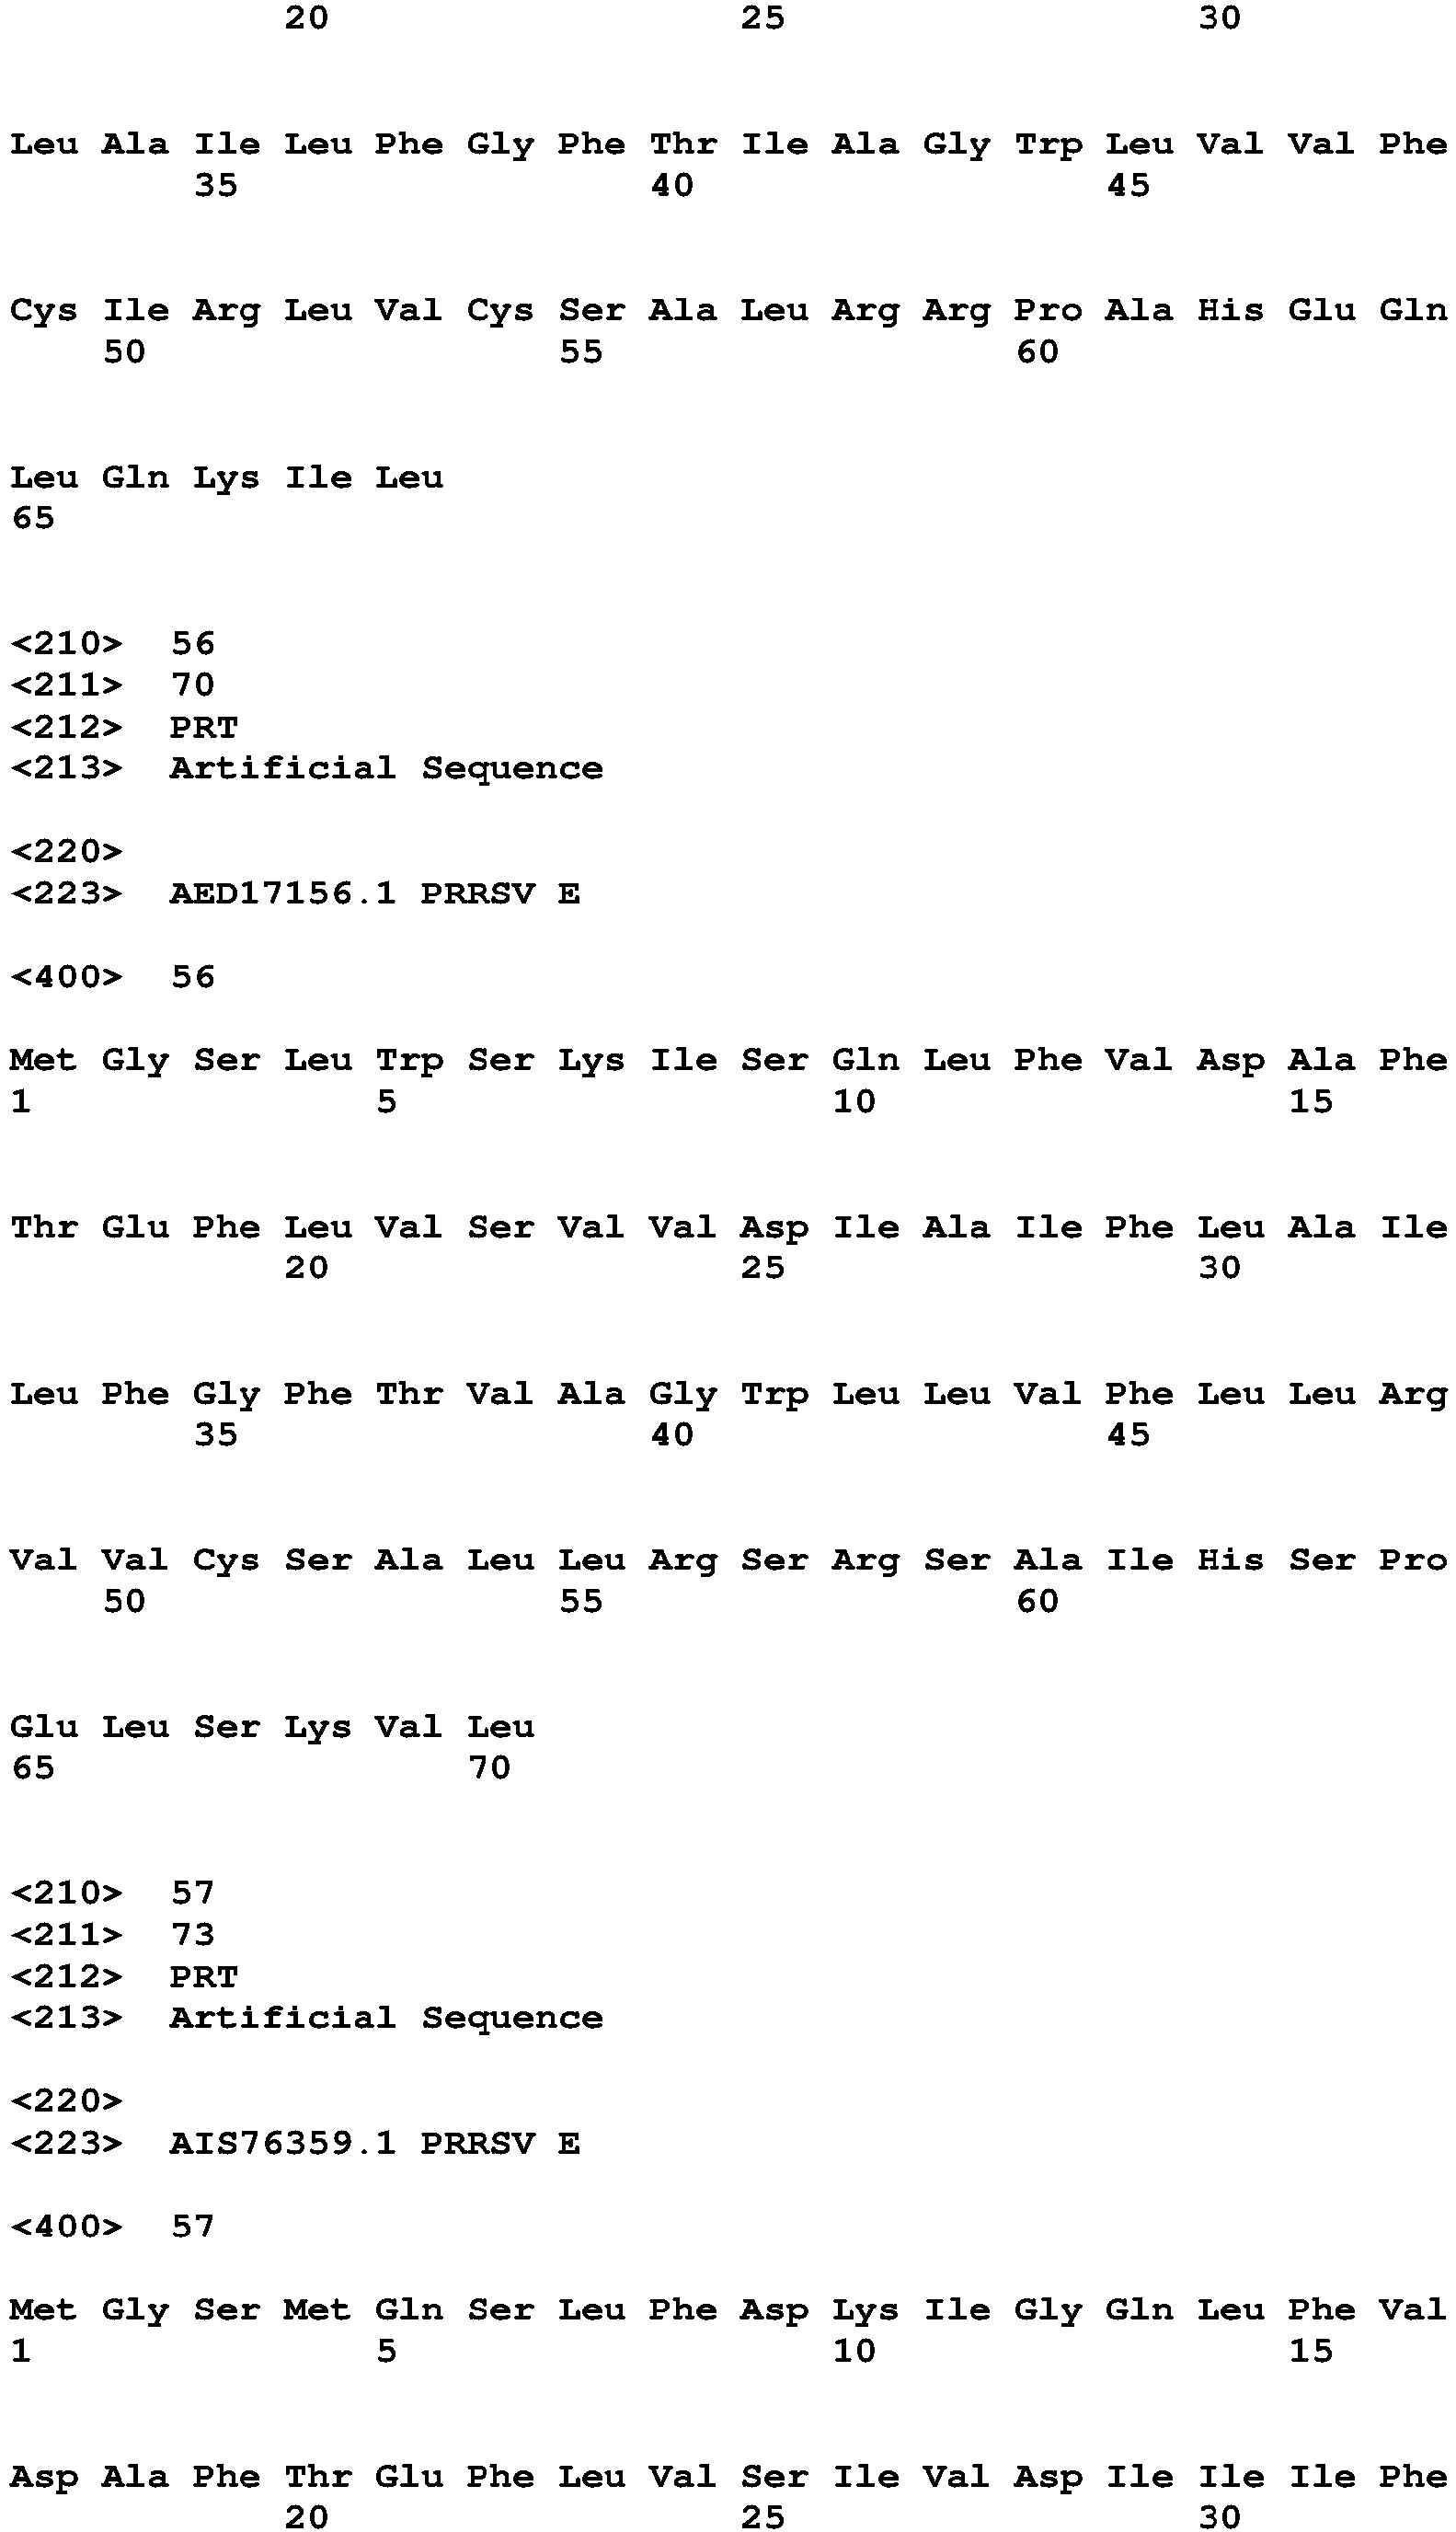 20 25 30
Leu Ala Ile Leu Phe Gly Phe Thr Ile Ala Gly Trp Leu Val Val Phe
35 40 45
Cys Ile Arg Leu Val Cys Ser Ala Leu Arg Arg Pro Ala His Glu Gln
50 55 60
Leu Gln Lys Ile Leu
65
<210> 56
<211> 70
<212> PRT
<213> Artificial Sequence
<220>
<223> AED17156.1 PRRSV E
<400> 56
Met Gly Ser Leu Trp Ser Lys Ile Ser Gln Leu Phe Val Asp Ala Phe
1 5 10 15
Thr Glu Phe Leu Val Ser Val Val Asp Ile Ala Ile Phe Leu Ala Ile
20 25 30
Leu Phe Gly Phe Thr Val Ala Gly Trp Leu Leu Val Phe Leu Leu Arg
35 40 45
Val Val Cys Ser Ala Leu Leu Arg Ser Arg Ser Ala Ile His Ser Pro
50 55 60
Glu Leu Ser Lys Val Leu
65 70
<210> 57
<211> 73
<212> PRT
<213> Artificial Sequence
<220>
<223> AIS76359.1 PRRSV E
<400> 57
Met Gly Ser Met Gln Ser Leu Phe Asp Lys Ile Gly Gln Leu Phe Val
1 5 10 15
Asp Ala Phe Thr Glu Phe Leu Val Ser Ile Val Asp Ile Ile Ile Phe
20 25 30